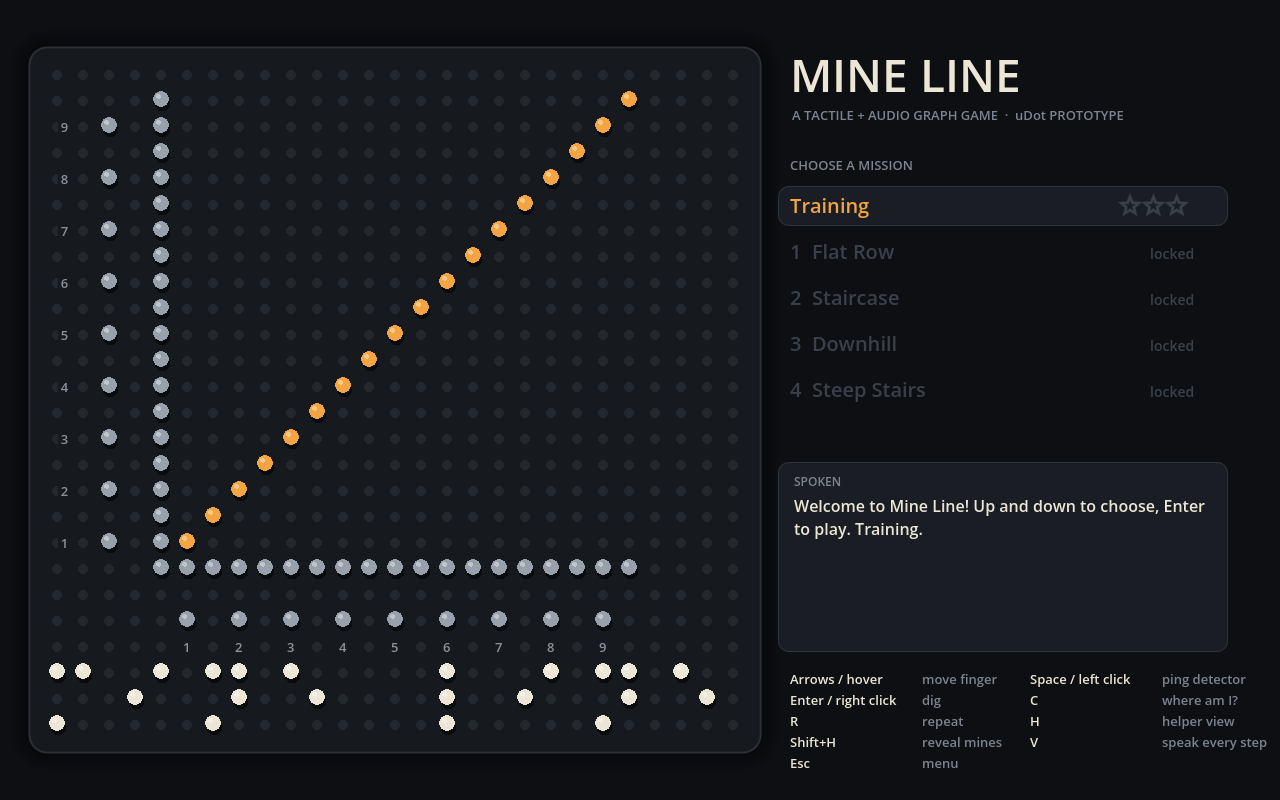 MINE LINE
A TACTILE + AUDIO GRAPH GAME · uDot PROTOTYPE
CHOOSE A MISSION
Training
1 Flat Row locked
2 Staircase locked
3 Downhill locked
4 Steep Stairs locked
SPOKEN
Welcome to Mine Line! Up and down to choose, Enter
to play. Training.
Arrows / hover move finger Space / left click ping detector
Enter / right click dig C where am I?
R repeat H helper view
Shift+H reveal mines V speak every step
Esc menu
9
8
7
6
5
4
3
2
1
1 2 3 4 5 6 7 8 9